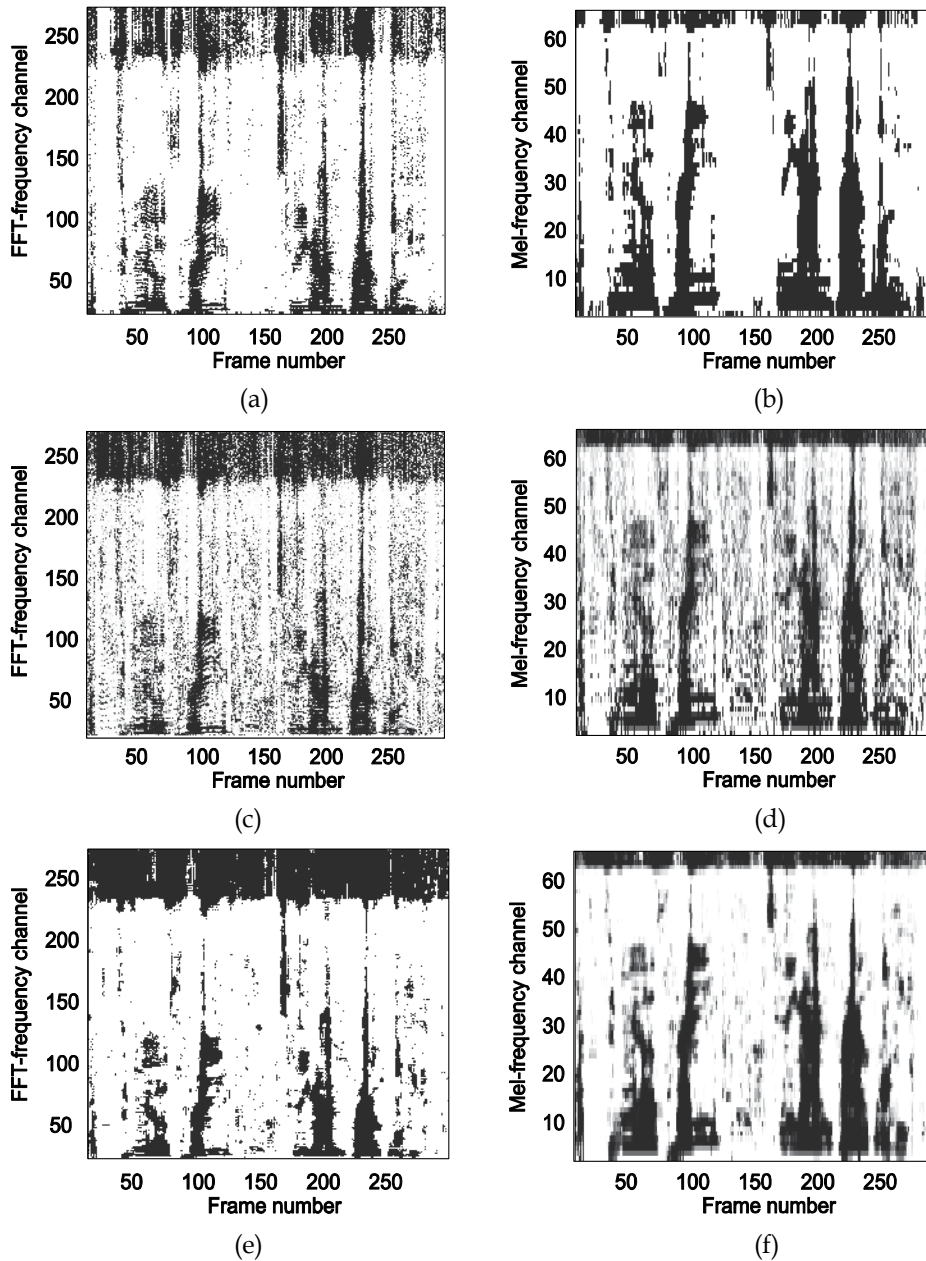 FFT-frequency channel
250
200
150
100
50
50 100 150 200 250
Frame number
(a)
Mel-frequency channel
60
50
40
30
20
10
50 100 150 200 250
Frame number
(b)
FFT-frequency channel
250
200
150
100
50
50 100 150 200 250
Frame number
(c)
Mel-frequency channel
60
50
40
30
20
10
50 100 150 200 250
Frame number
(d)
FFT-frequency channel
250
200
150
100
50
50 100 150 200 250
Frame number
(e)
Mel-frequency channel
60
50
40
30
20
10
50 100 150 200 250
Frame number
(f)